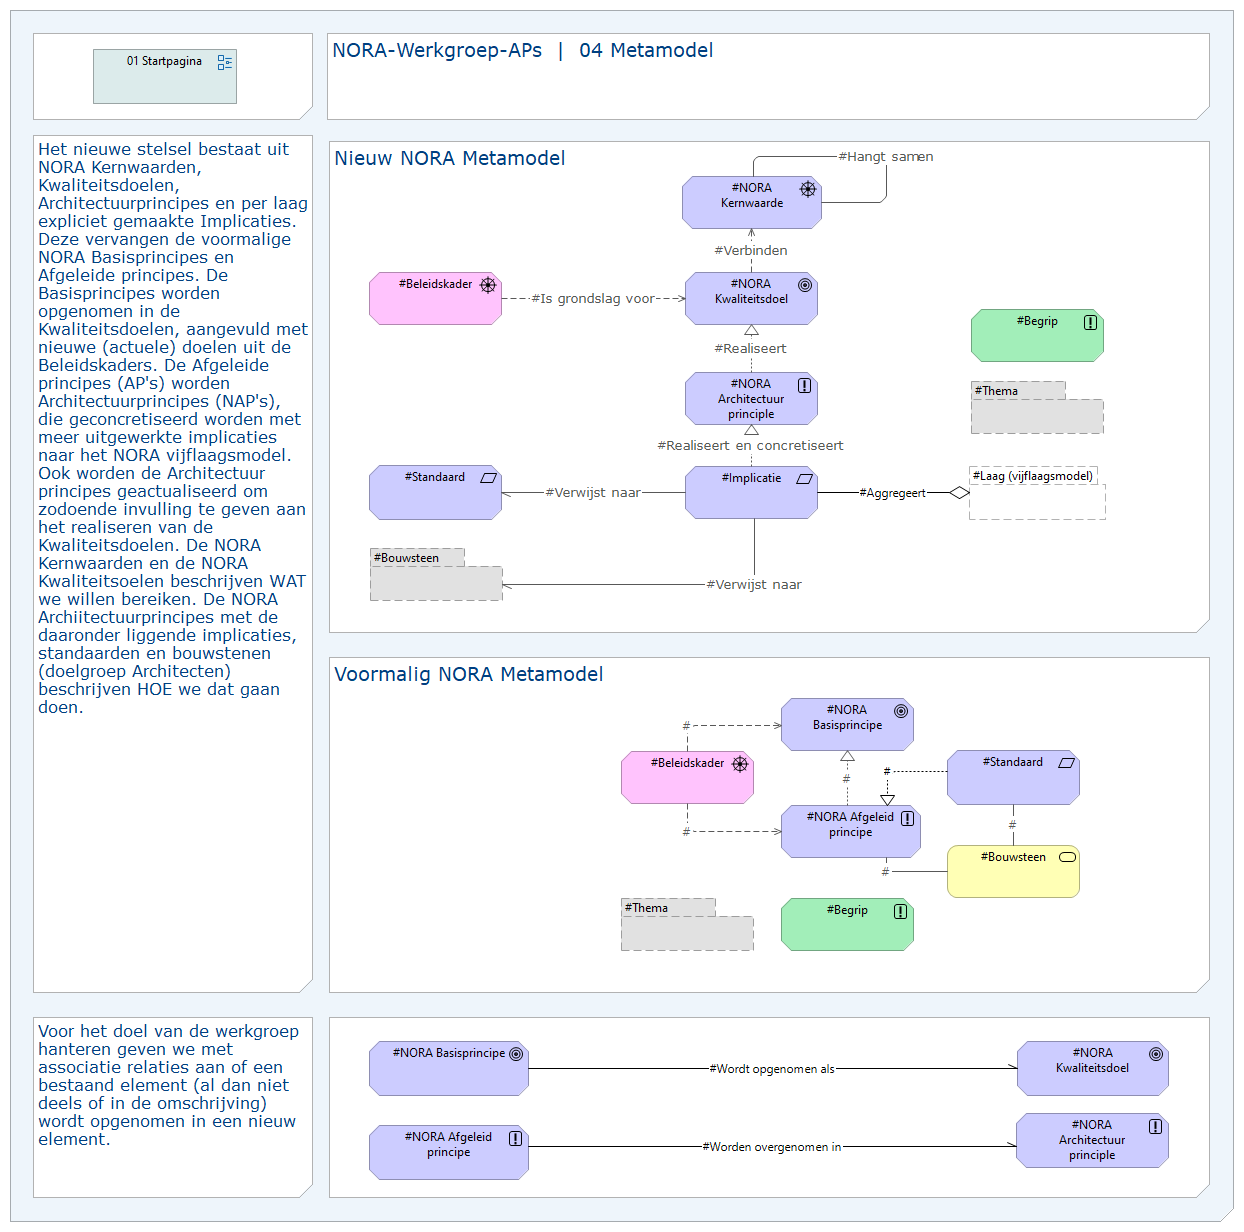 01 Startpagina
NORA-Werkgroep-APs | 04 Metamodel
Het nieuwe stelsel bestaat uit
NORA Kernwaarden,
Kwaliteitsdoelen,
Architectuurprincipes en per laag
expliciet gemaakte Implicaties.
Deze vervangen de voormalige
NORA Basisprincipes en
Afgeleide principes. De
Basisprincipes worden
opgenomen in de
Kwaliteitsdoelen, aangevuld met
nieuwe (actuele) doelen uit de
Beleidskaders. De Afgeleide
principes (AP's) worden
Architectuurprincipes (NAP's),
die geconcretiseerd worden met
meer uitgewerkte implicaties
naar het NORA vijflaagsmodel.
Ook worden de Architectuur
principes geactualiseerd om
zodoende invulling te geven aan
het realiseren van de
Kwaliteitsdoelen. De NORA
Kernwaarden en de NORA
Kwaliteitsoelen beschrijven WAT
we willen bereiken. De NORA
Archiitectuurprincipes met de
daaronder liggende implicaties,
standaarden en bouwstenen
(doelgroep Architecten)
beschrijven HOE we dat gaan
doen.
Nieuw NORA Metamodel
#Hangt samen
#NORA
Kernwaarde
#Verbinden
#Beleidskader
#Is grondslag voor
#NORA
Kwaliteitsdoel
#Begrip
#Realiseert
#NORA
Architectuur
principle
#Thema
#Realiseert en concretiseert
#Standaard
#Verwijst naar
#Implicatie
#Aggregeert
#Laag (vijflaagsmodel)
#Bouwsteen
#Verwijst naar
Voormalig NORA Metamodel
#
#NORA
Basisprincipe
#Beleidskader
#
#
#Standaard
#
#NORA Afgeleid
principe
#
#
#Bouwsteen
#Thema
#Begrip
Voor het doel van de werkgroep
hanteren geven we met
associatie relaties aan of een
bestaand element (al dan niet
deels of in de omschrijving)
wordt opgenomen in een nieuw
element.
#NORA Basisprincipe
#Wordt opgenomen als
#NORA
Kwaliteitsdoel
#NORA Afgeleid
principe
#Worden overgenomen in
#NORA
Architectuur
principle